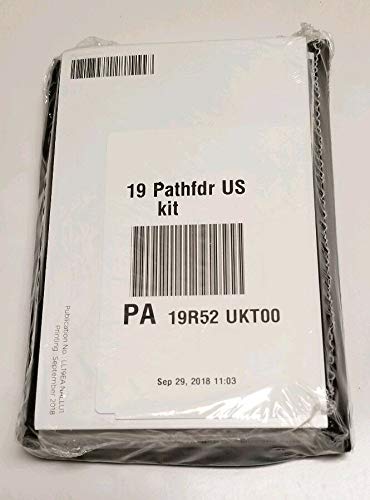 19 Pathfdr US
kit
PA 19R52 UKT00
Sep 29, 2018 11:03
Publication No.
Printing: September 2018